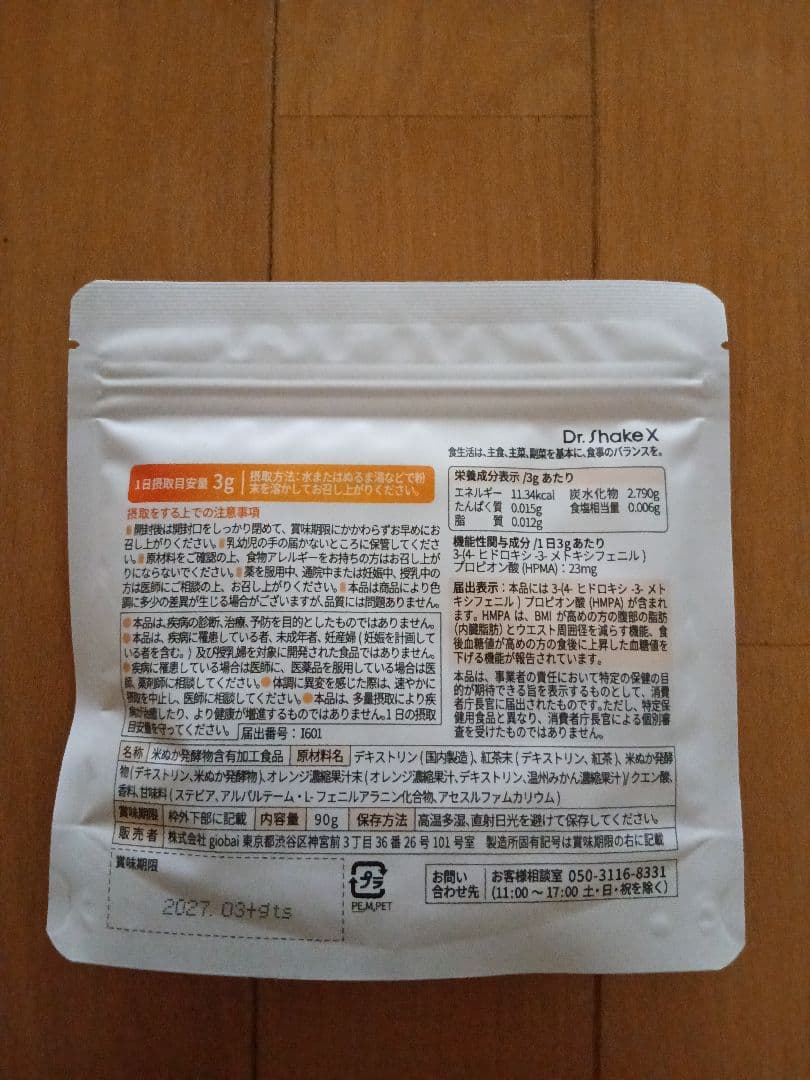 Dr.Shake X
食生活は、主食、主菜、副菜を基本に、食事のバランスを。
1日摂取目安量 3g
摂取方法：水またはぬるま湯などで粉
末を溶かしてお召し上がりください。
摂取をする上での注意事項
開封後は開封口をしっかり閉めて、賞味期限にかかわらずお早めにお
召し上がりください。乳幼児の手の届かないところに保管してくださ
い。原材料をご確認の上、食物アレルギーをお持ちの方はお召し上が
りにならないでください。薬を服用中、通院中または妊娠中、授乳中の
方は医師にご相談の上、お召し上がりください。本品は商品により色
調に多少の差異が生じる場合がございますが、品質には問題ありません。
●本品は、疾病の診断、治療、予防を目的としたものではありません。
●本品は、疾病に罹患している者、未成年者、妊産婦（妊娠を計画して
いる者を含む。）及び授乳婦を対象に開発された食品ではありません。
●疾病に罹患している場合は医師に、医薬品を服用している場合は医
師、薬剤師に相談してください。●体調に異変を感じた際は、速やかに
摂取を中止し、医師に相談してください。●本品は、多量摂取により疾
病が治癒したり、より健康が増進するものではありません。1日の摂取
目安量を守ってください。 届出番号：I601
栄養成分表示 /3gあたり
エネルギー 11.34kcal 炭水化物 2.790g
たんぱく質 0.015g 食塩相当量 0.006g
脂質 0.012g
機能性関与成分 /1日3gあたり
3-(4- ヒドロキシ -3- メトキシフェニル )
プロピオン酸 (HPMA)：23mg
届出表示：本品には 3-(4- ヒドロキシ -3- メト
キシフェニル ) プロピオン酸 (HMPA) が含まれ
ます。HMPA は、BMI が高めの方の腹部の脂肪
(内臓脂肪) とウエスト周囲径を減らす機能、食
後血糖値が高めの方の食後に上昇した血糖値を
下げる機能が報告されています。
本品は、事業者の責任において特定の保健の目
的が期待できる旨を表示するものとして、消費
者庁長官に届出されたものです。ただし、特定保
健用食品と異なり、消費者庁長官による個別審
査を受けたものではありません。
名称 米ぬか発酵物含有加工食品 原材料名 デキストリン（国内製造）、紅茶末（デキストリン、紅茶）、米ぬか発酵
物（デキストリン、米ぬか発酵物）、オレンジ濃縮果汁末（オレンジ濃縮果汁、デキストリン、温州みかん濃縮果汁）/クエン酸、
香料、甘味料（ステビア、アルパルテーム・L-フェニルアラニン化合物、アセスルファムカリウム）
賞味期限 枠外下部に記載 内容量 90g 保存方法 高温多湿、直射日光を避けて保存してください。
販売者 株式会社 giobai 東京都渋谷区神宮前3丁目36番26号101号室 製造所固有記号は賞味期限の右に記載
賞味期限
2027.03+gts
プラ
PE,M,PET
お問い
合わせ先
お客様相談室 050-3116-8331
(11:00 ～ 17:00 土・日・祝を除く)